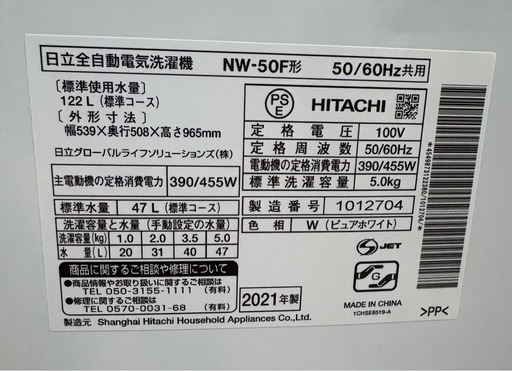 日立全自動電気洗濯機 NW-50F形 50/60Hz共用
〔標準使用水量〕
122L（標準コース）
〔外形寸法〕
幅539×奥行508×高さ965mm
日立グローバルライフソリューションズ（株）
主電動機の定格消費電力 390/455W
標準水量 47L（標準コース）
洗濯容量と水量（手動設定の水量）
洗濯容量(kg) 1.0 2.0 3.5 5.0
水量(L) 20 31 40 47
商品に関するご相談や修理について
●商品情報やお取り扱いに関するご相談
TEL 050-3155-1111（有料）
●修理に関するご相談
TEL 0570-0031-68（有料）
2021年製
製造元 Shanghai Hitachi Household Appliances Co.,Ltd.
PSE HITACHI
定格電圧 100V
定格周波数 50/60Hz
電動機の定格消費電力 390/455W
標準洗濯容量 5.0kg
製造番号 1012704
色相 W（ピュアホワイト）
JET
G
MADE IN CHINA
1CHSE8519-A
>PP<